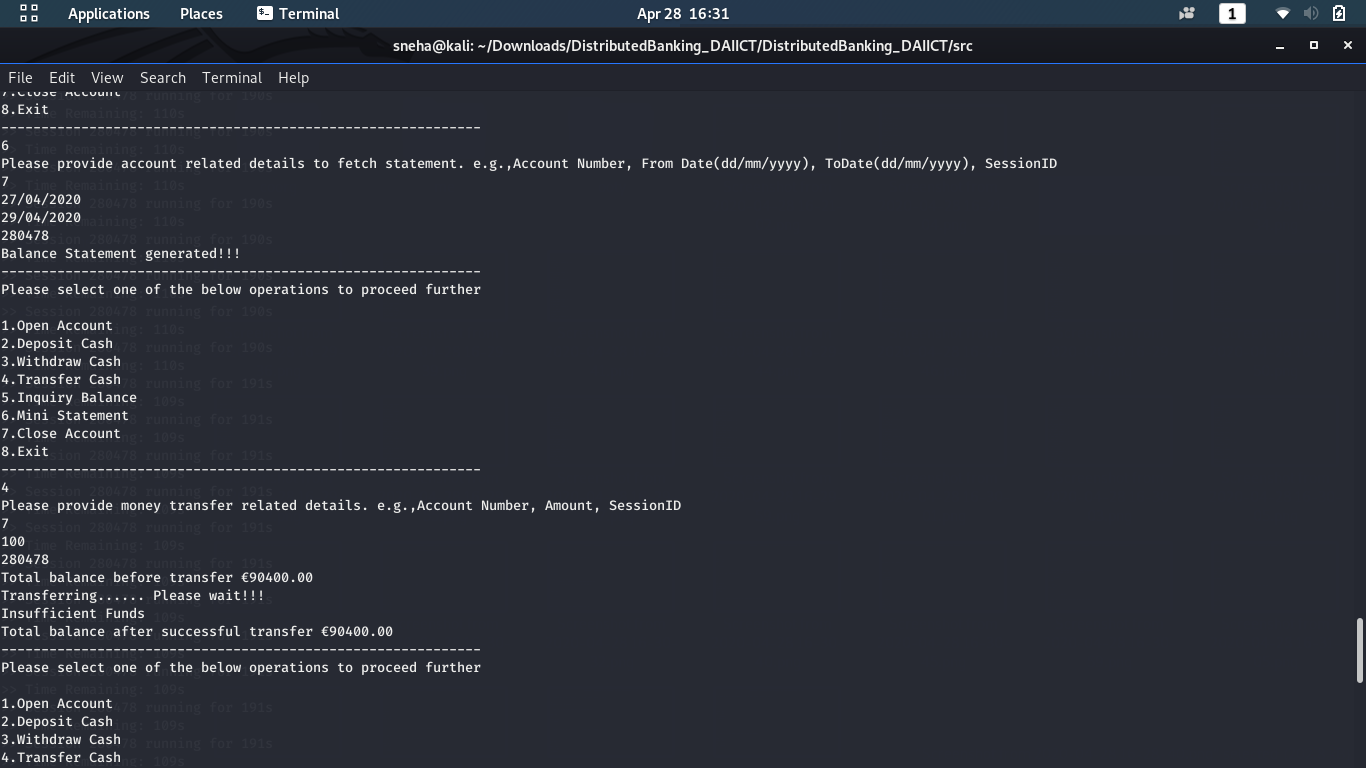 Applications Places Terminal Apr 28 16:31 1
sneha@kali: ~/Downloads/DistributedBanking_DAIICT/DistributedBanking_DAIICT/src
File Edit View Search Terminal Help
7.Close Account
8.Exit
------------------------------------------------------------
6
Please provide account related details to fetch statement. e.g.,Account Number, From Date(dd/mm/yyyy), ToDate(dd/mm/yyyy), SessionID
7
27/04/2020
29/04/2020
280478
Balance Statement generated!!!
------------------------------------------------------------
Please select one of the below operations to proceed further
1.Open Account
2.Deposit Cash
3.Withdraw Cash
4.Transfer Cash
5.Inquiry Balance
6.Mini Statement
7.Close Account
8.Exit
------------------------------------------------------------
4
Please provide money transfer related details. e.g.,Account Number, Amount, SessionID
7
100
280478
Total balance before transfer €90400.00
Transferring...... Please wait!!!
Insufficient Funds
Total balance after successful transfer €90400.00
------------------------------------------------------------
Please select one of the below operations to proceed further
1.Open Account
2.Deposit Cash
3.Withdraw Cash
4.Transfer Cash